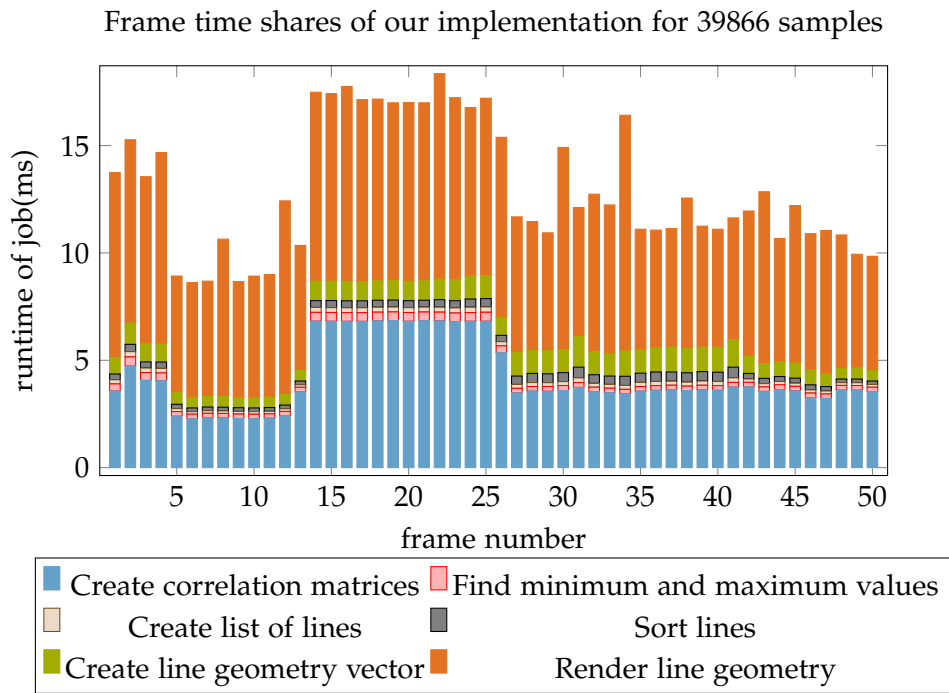 Frame time shares of our implementation for 39866 samples
runtime of job(ms)
15
10
5
0
5 10 15 20 25 30 35 40 45 50
frame number
Create correlation matrices Find minimum and maximum values
Create list of lines Sort lines
Create line geometry vector Render line geometry